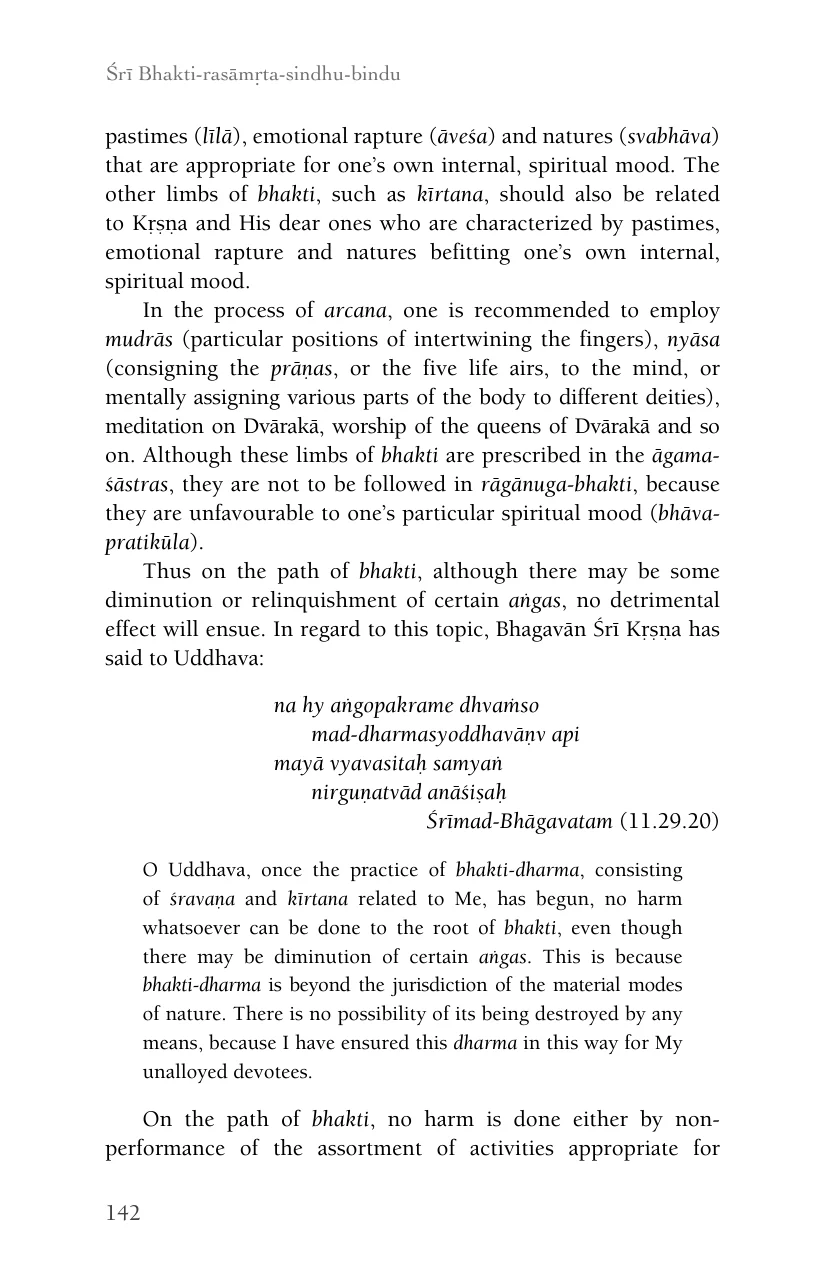 Śrī Bhakti-rasāmṛta-sindhu-bindu
pastimes (līlā), emotional rapture (āveśa) and natures (svabhāva)
that are appropriate for one’s own internal, spiritual mood. The
other limbs of bhakti, such as kīrtana, should also be related
to Kṛṣṇa and His dear ones who are characterized by pastimes,
emotional rapture and natures befitting one’s own internal,
spiritual mood.
In the process of arcana, one is recommended to employ
mudrās (particular positions of intertwining the fingers), nyāsa
(consigning the prāṇas, or the five life airs, to the mind, or
mentally assigning various parts of the body to different deities),
meditation on Dvārakā, worship of the queens of Dvārakā and so
on. Although these limbs of bhakti are prescribed in the āgama-
śāstras, they are not to be followed in rāgānuga-bhakti, because
they are unfavourable to one’s particular spiritual mood (bhāva-
pratikūla).
Thus on the path of bhakti, although there may be some
diminution or relinquishment of certain aṅgas, no detrimental
effect will ensue. In regard to this topic, Bhagavān Śrī Kṛṣṇa has
said to Uddhava:
na hy aṅgopakrame dhvaṁso
mad-dharmasyoddhavāṇv api
mayā vyavasitaḥ samyaṅ
nirguṇatvād anāśiṣaḥ
Śrīmad-Bhāgavatam (11.29.20)
O Uddhava, once the practice of bhakti-dharma, consisting
of śravaṇa and kīrtana related to Me, has begun, no harm
whatsoever can be done to the root of bhakti, even though
there may be diminution of certain aṅgas. This is because
bhakti-dharma is beyond the jurisdiction of the material modes
of nature. There is no possibility of its being destroyed by any
means, because I have ensured this dharma in this way for My
unalloyed devotees.
On the path of bhakti, no harm is done either by non-
performance of the assortment of activities appropriate for
142